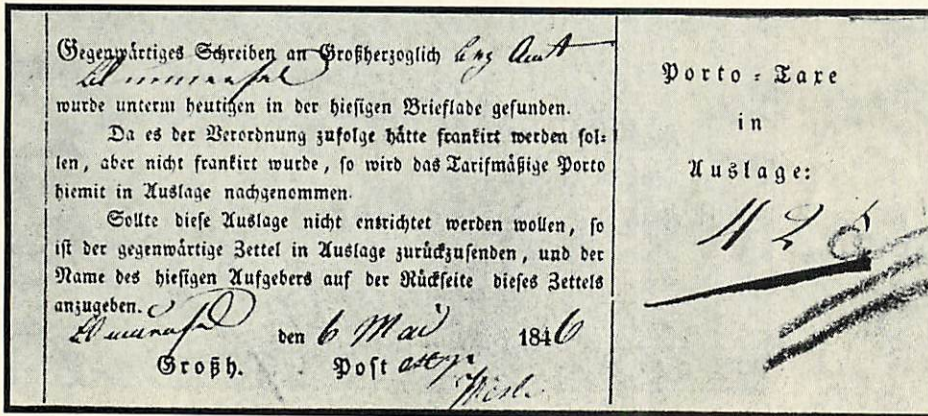 Gegenwärtiges Schreiben an Großherzoglich Bez Amt
wurde unterm heutigen in der hiesigen Brieflade gefunden.
Da es der Verordnung zufolge hätte frankirt werden sol-
len, aber nicht frankirt wurde, so wird das Tarifmäßige Porto
hiemit in Auslage nachgenommen.
Sollte diese Auslage nicht entrichtet werden wollen, so
ist der gegenwärtige Zettel in Auslage zurückzusenden, und der
Name des hiesigen Aufgebers auf der Rückseite dieses Zettels
anzugeben.
den 6 Mai 1846
Großh. Post
Porto-Taxe
in
Auslage: